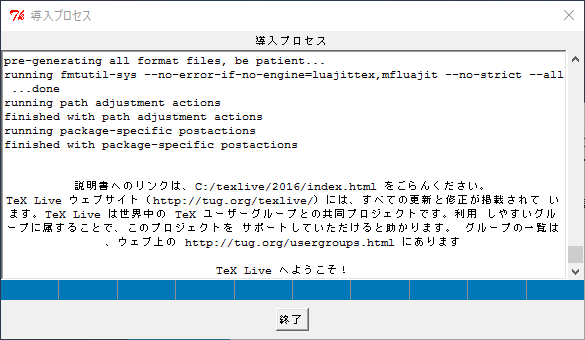 導入プロセス
導入プロセス
pre-generating all format files, be patient...
running fmtutil-sys --no-error-if-no-engine=luajittex,mfluajit --no-strict --all
...done
running path adjustment actions
finished with path adjustment actions
running package-specific postactions
finished with package-specific postactions
説明書へのリンクは、C:/texlive/2016/index.html をごらんください。
TeX Live ウェブサイト (http://tug.org/texlive/) には、すべての更新と修正が掲載されて い
ます。TeX Live は世界中の TeX ユーザーグループとの共同プロジェクトです。利用 しやすいグル
ープに属することで、このプロジェクトを サポートしていただけると助かります。 グループの一覧は
、ウェブ上の http://tug.org/usergroups.html にあります
TeX Live へようこそ！
終了